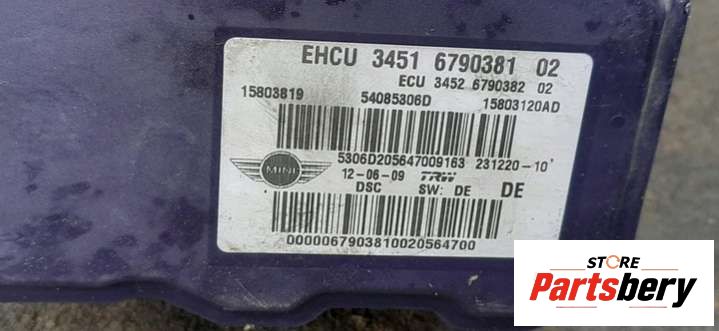 EHCU 3451 6790381 02
ECU 3452 6790382 02
15803819 54085306D 15803120AD
5306D205647009163 231220-10
MINI 12-06-09 TRW
DSC SW: DE DE
0000067903810020564700
STORE
Partsbery